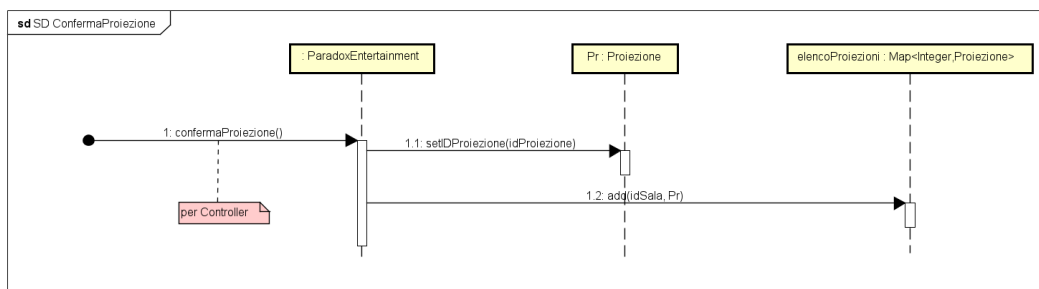 sd SD ConfermaProiezione
: ParadoxEntertainment
Pr : Proiezione
elencoProiezioni : Map<Integer,Proiezione>
1: confermaProiezione()
1.1: setIDProiezione(idProiezione)
1.2: add(idSala, Pr)
per Controller